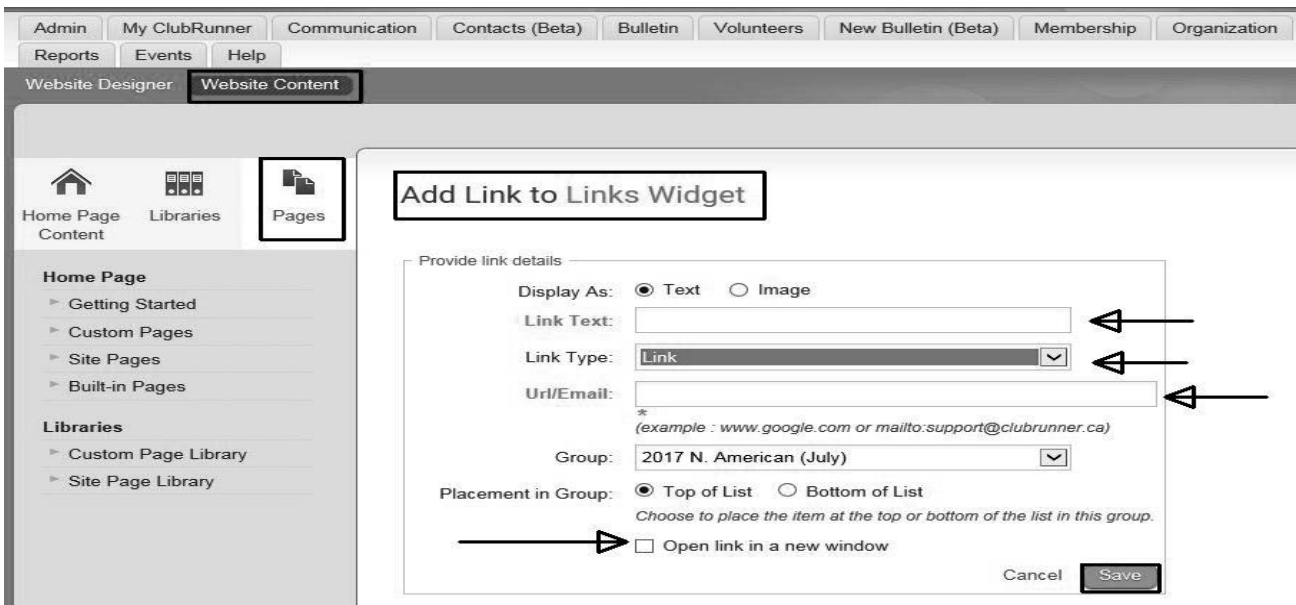 Admin My ClubRunner Communication Contacts (Beta) Bulletin Volunteers New Bulletin (Beta) Membership Organization
Reports Events Help
Website Designer Website Content
Home Page Content
Libraries
Pages
Home Page
Getting Started
Custom Pages
Site Pages
Built-in Pages
Libraries
Custom Page Library
Site Page Library
Add Link to Links Widget
Provide link details
Display As: Text Image
Link Text:
Link Type: Link
Url/Email:
*
(example : www.google.com or mailto:support@clubrunner.ca)
Group: 2017 N. American (July)
Placement in Group: Top of List Bottom of List
Choose to place the item at the top or bottom of the list in this group.
Open link in a new window
Cancel Save